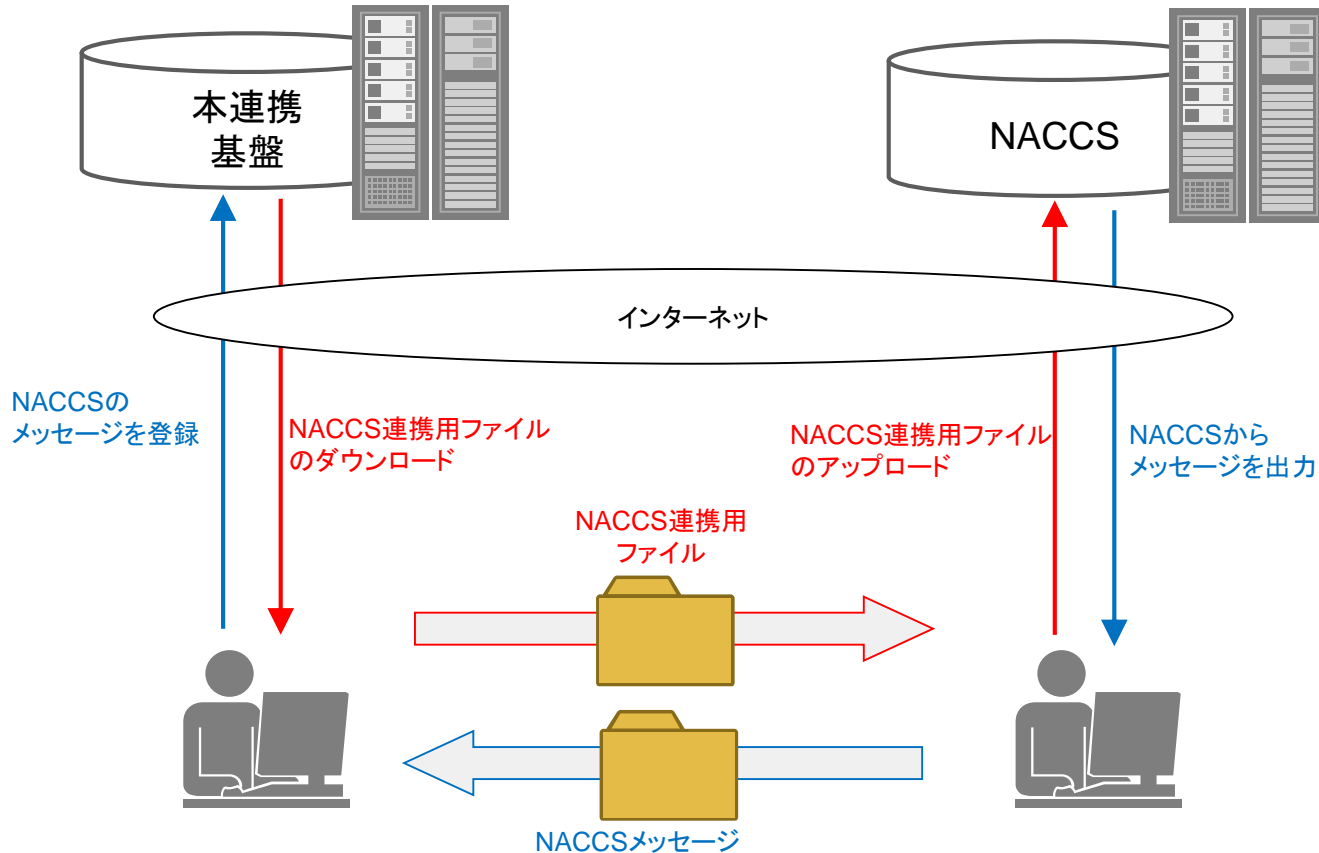 本連携
基盤
NACCS
インターネット
NACCSの
メッセージを登録
NACCS連携用ファイル
のダウンロード
NACCS連携用ファイル
のアップロード
NACCSから
メッセージを出力
NACCS連携用
ファイル
NACCSメッセージ